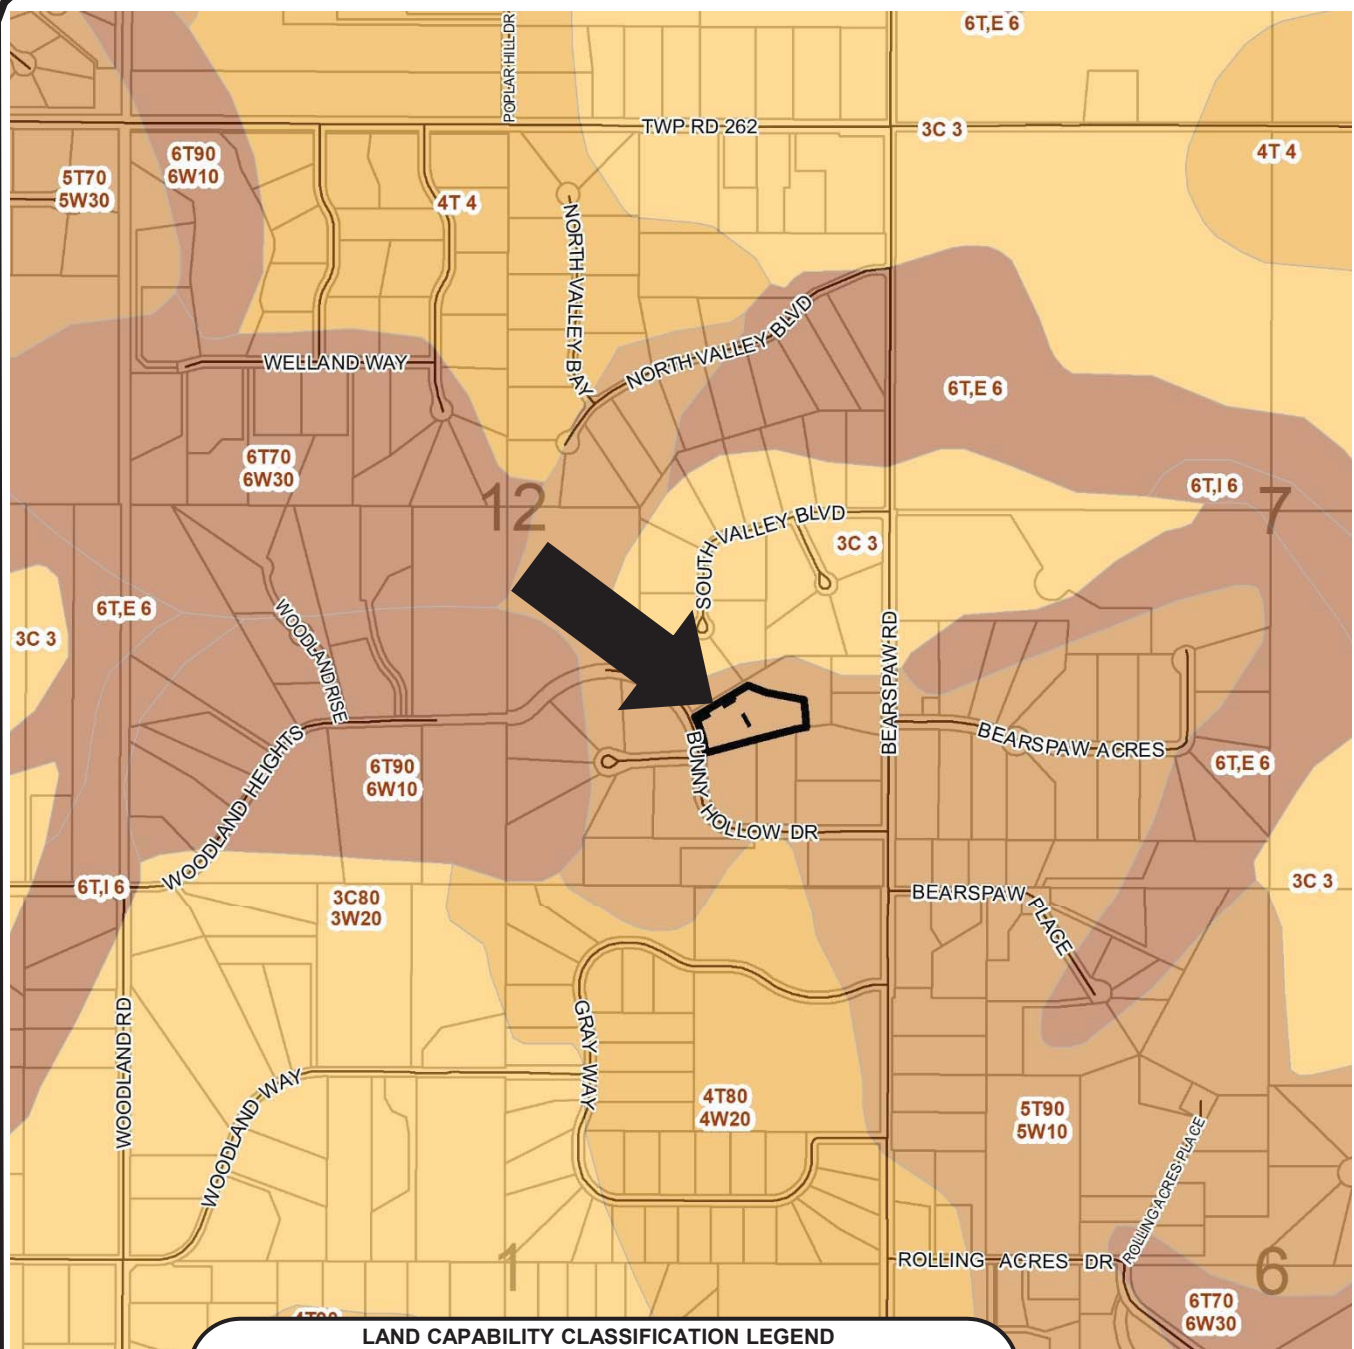 6T,E 6
POPLAR HILL DR
TWP RD 262
3C 3
6T90
6W10
4T 4
5T70
5W30
4T 4
NORTH VALLEY BAY
NORTH VALLEY BLVD
WELLAND WAY
6T,E 6
6T70
6W30
12
6T,I 6
7
SOUTH VALLEY BLVD
3C 3
6T,E 6
WOODLAND RISE
3C 3
BEARSPAW RD
BUNNY HOLLOW DR
BEARSPAW ACRES
WOODLAND HEIGHTS
6T90
6W10
6T,E 6
6T,I 6
3C80
3W20
BEARSPAW PLACE
3C 3
WOODLAND RD
GRAY WAY
WOODLAND WAY
4T80
4W20
5T90
5W10
ROLLING ACRES PLACE
1
ROLLING ACRES DR
6
6T70
6W30
LAND CAPABILITY CLASSIFICATION LEGEND